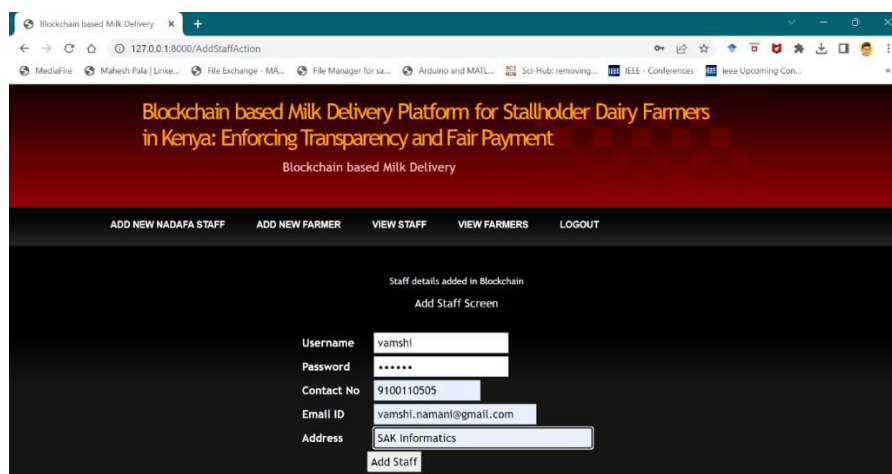 Blockchain based Milk Delivery
127.0.0.1:8000/AddStaffAction
MediaFire Mahesh Pala | Linke... File Exchange - MA... File Manager for sa... Arduino and MATL... Sci-Hub: removing... IEEE - Conferences ieee Upcoming Con...
Blockchain based Milk Delivery Platform for Stallholder Dairy Farmers
in Kenya: Enforcing Transparency and Fair Payment
Blockchain based Milk Delivery
ADD NEW NADAFA STAFF ADD NEW FARMER VIEW STAFF VIEW FARMERS LOGOUT
Staff details added in Blockchain
Add Staff Screen
Username vamshi
Password ••••••
Contact No 9100110505
Email ID vamshi.namani@gmail.com
Address SAK Informatics
Add Staff